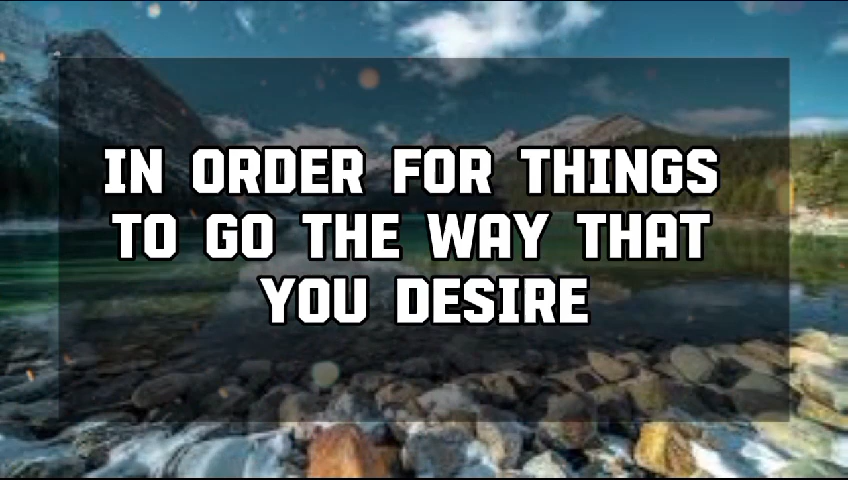 IN ORDER FOR THINGS
TO GO THE WAY THAT
YOU DESIRE